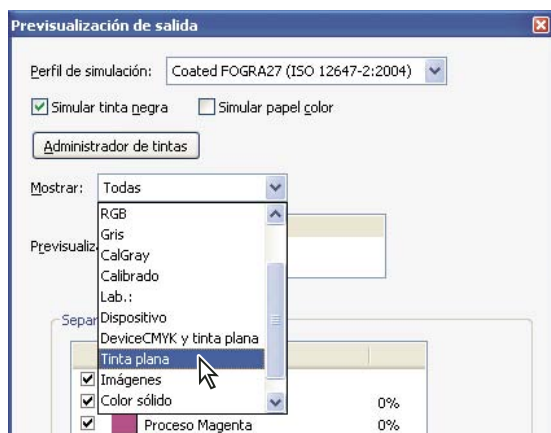 Previsualización de salida
Perfil de simulación: Coated FOGRA27 (ISO 12647-2:2004)
Simular tinta negra Simular papel color
Administrador de tintas
Mostrar: Todas
RGB
Gris
CalGray
Previsualiz
Calibrado
Lab.:
Dispositivo
Separ
DeviceCMYK y tinta plana
Tinta plana
Imágenes
Color sólido 0%
Proceso Magenta 0%